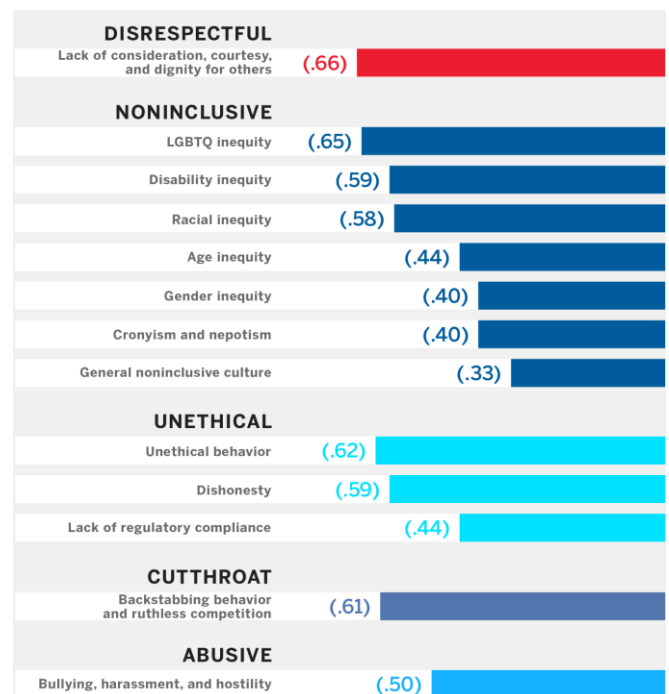 DISRESPECTFUL
Lack of consideration, courtesy,
and dignity for others (.66)
NONINCLUSIVE
LGBTQ inequity (.65)
Disability inequity (.59)
Racial inequity (.58)
Age inequity (.44)
Gender inequity (.40)
Cronyism and nepotism (.40)
General noninclusive culture (.33)
UNETHICAL
Unethical behavior (.62)
Dishonesty (.59)
Lack of regulatory compliance (.44)
CUTTHROAT
Backstabbing behavior
and ruthless competition (.61)
ABUSIVE
Bullying, harassment, and hostility (.50)